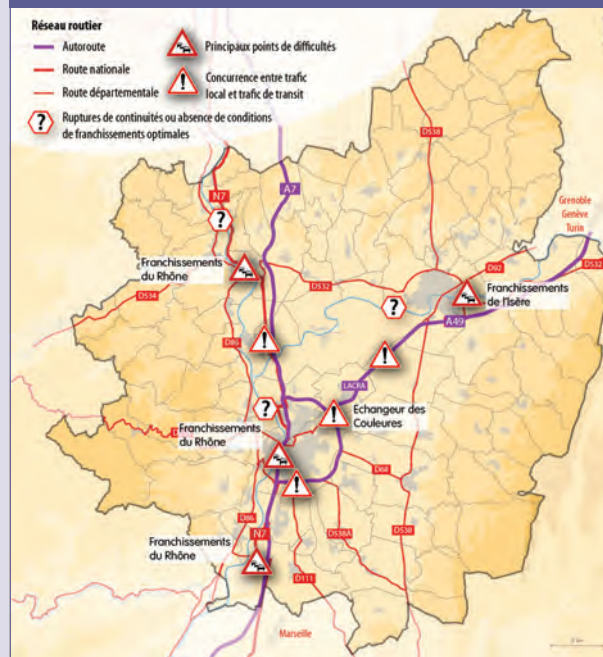 Réseau routier
Autoroute
Route nationale
Route départementale
Principaux points de difficultés
Concurrence entre trafic
local et trafic de transit
Ruptures de continuités ou absence de conditions
de franchissements optimales
D538
A7
N7
Grenoble
Genève
Turin
Franchissements
du Rhône
D532
D92
D532
D534
Franchissements
de l'Isère
A49
D86
LACRA
Echangeur des
Couleures
Franchissements
du Rhône
D68
D86
N7
D538A
D538
Franchissements
du Rhône
D111
Marseille